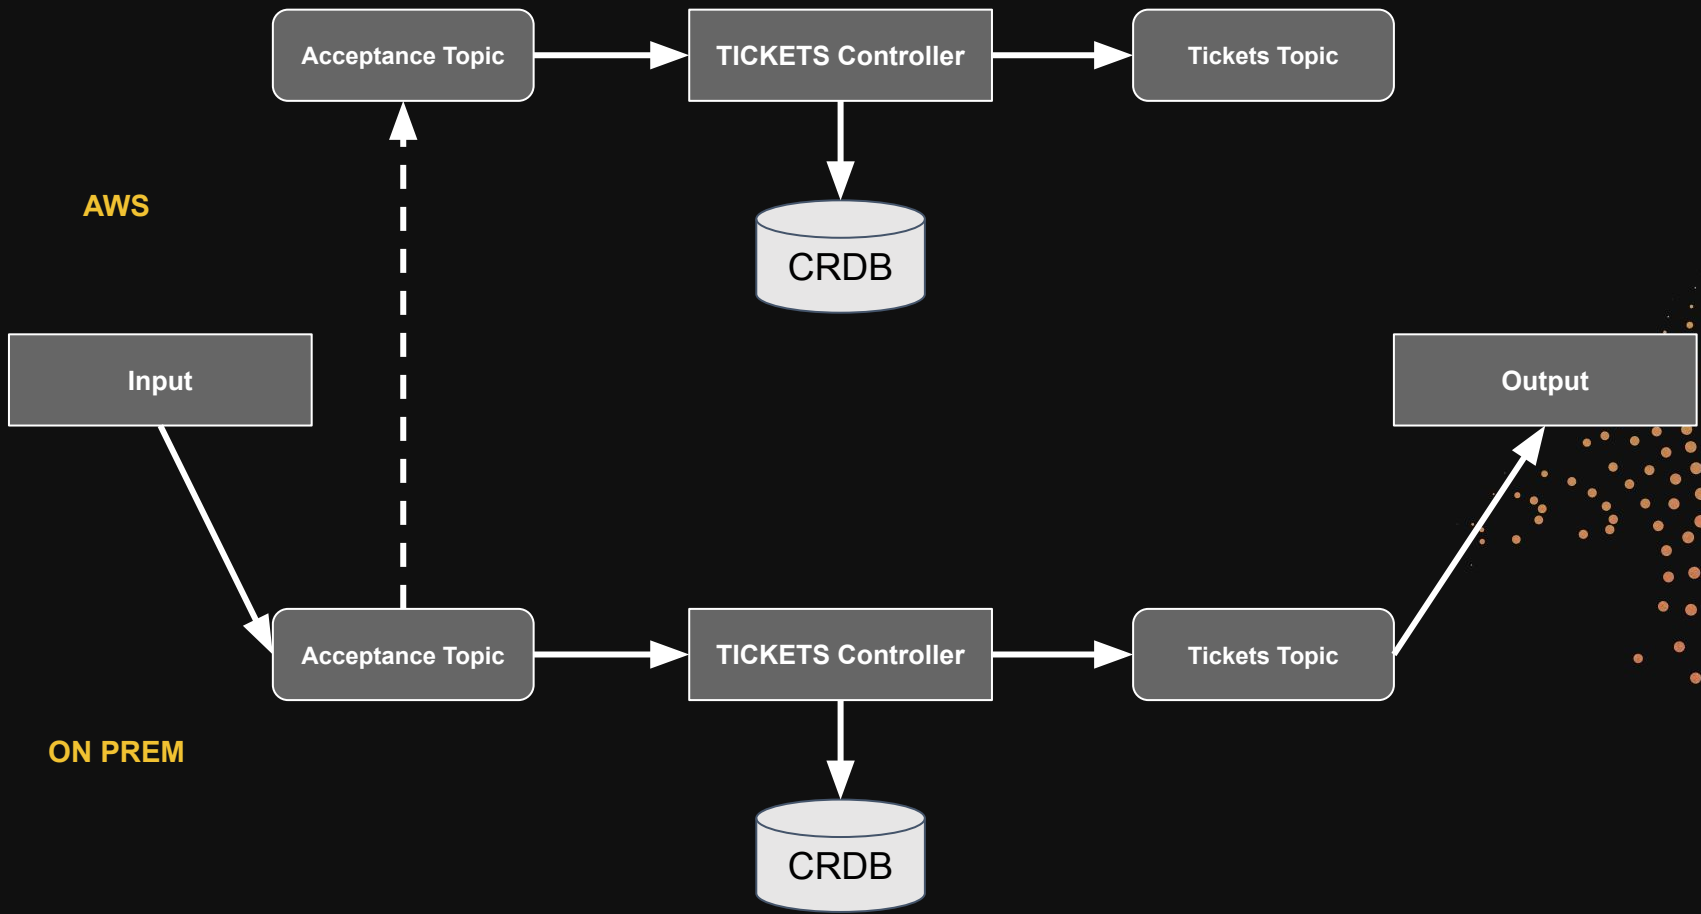 Acceptance Topic
TICKETS Controller
Tickets Topic
AWS
CRDB
Input
Output
Acceptance Topic
TICKETS Controller
Tickets Topic
ON PREM
CRDB